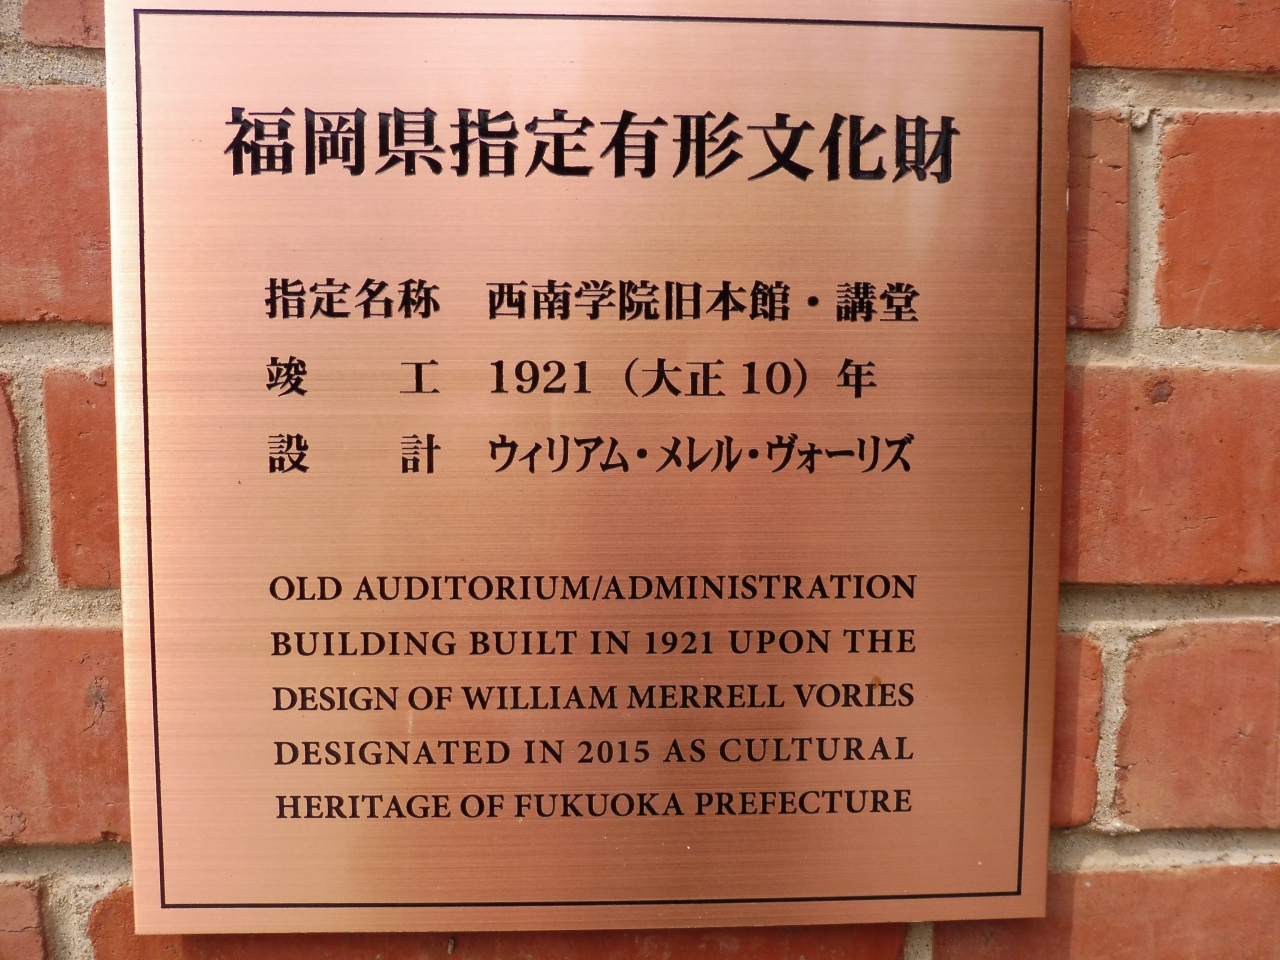 福岡県指定有形文化財
指定名称 西南学院旧本館・講堂
竣工 1921（大正10）年
設計 ウィリアム・メレル・ヴォーリズ
OLD AUDITORIUM/ADMINISTRATION
BUILDING BUILT IN 1921 UPON THE
DESIGN OF WILLIAM MERRELL VORIES
DESIGNATED IN 2015 AS CULTURAL
HERITAGE OF FUKUOKA PREFECTURE